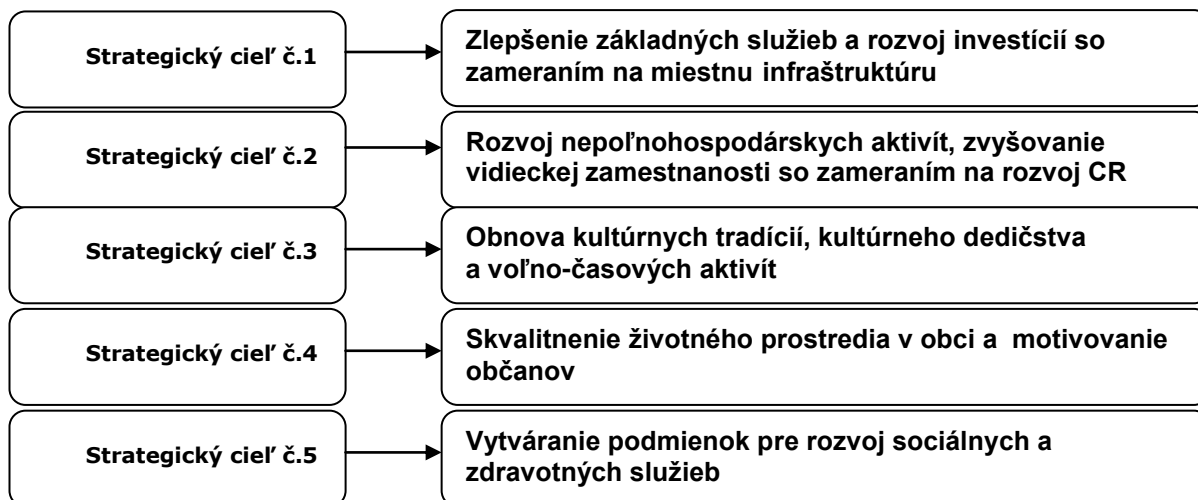 Strategický cieľ č.1
Zlepšenie základných služieb a rozvoj investícií so
zameraním na miestnu infraštruktúru
Strategický cieľ č.2
Rozvoj nepoľnohospodárskych aktivít, zvyšovanie
vidieckej zamestnanosti so zameraním na rozvoj CR
Strategický cieľ č.3
Obnova kultúrnych tradícií, kultúrneho dedičstva
a voľno-časových aktivít
Strategický cieľ č.4
Skvalitnenie životného prostredia v obci a motivovanie
občanov
Strategický cieľ č.5
Vytváranie podmienok pre rozvoj sociálnych a
zdravotných služieb